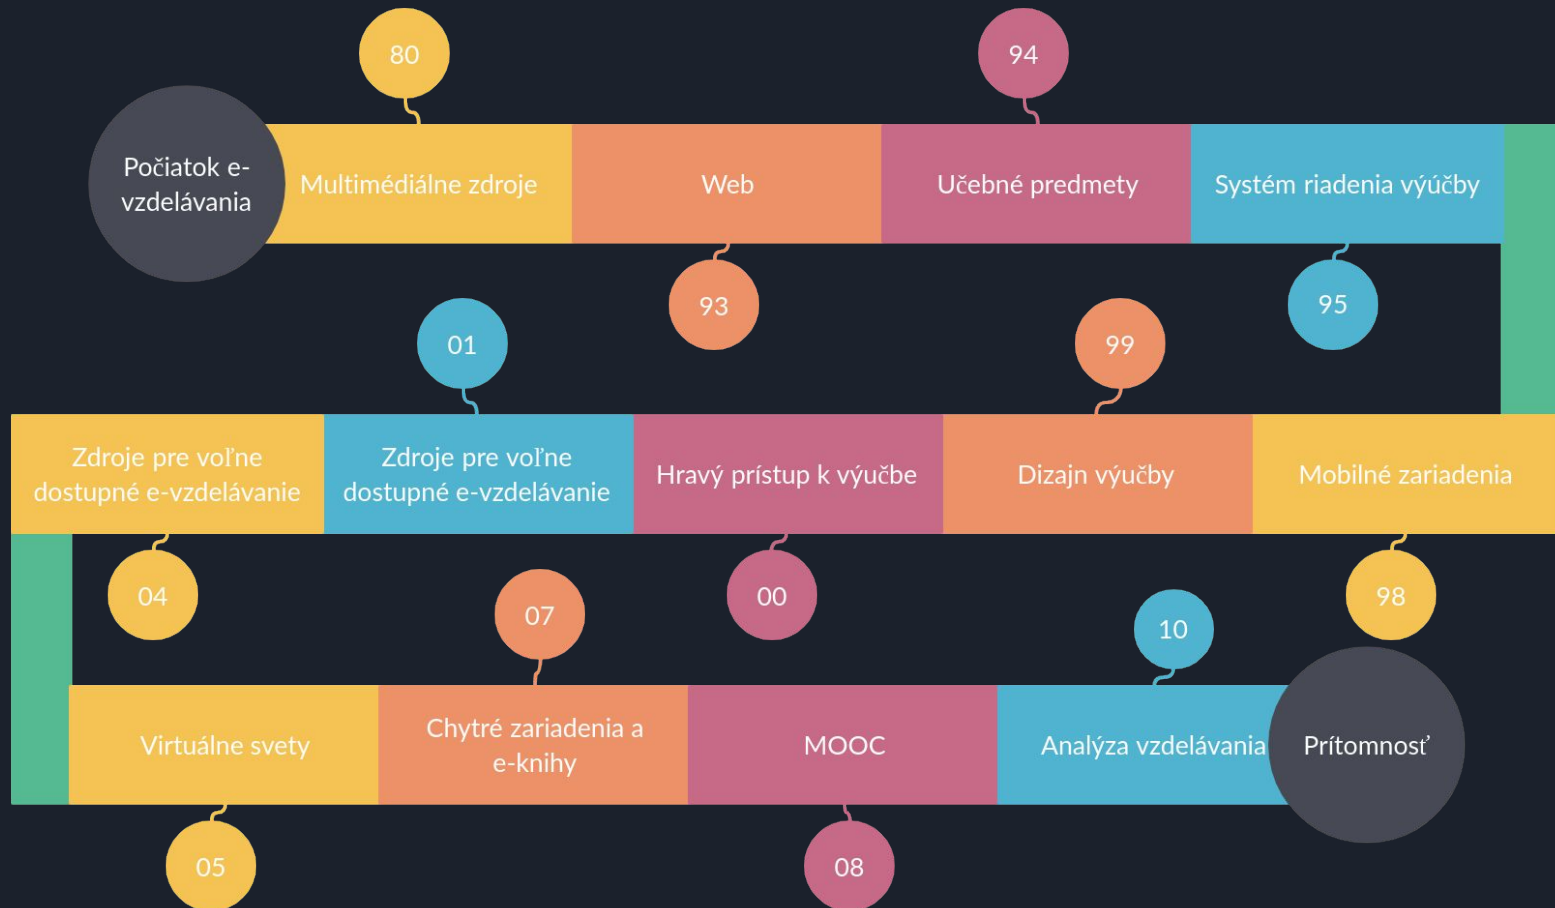 80
94
Počiatok e-
vzdelávania
Multimédiálne zdroje
Web
Učebné predmety
Systém riadenia výúčby
93
95
01
99
Zdroje pre voľne
dostupné e-vzdelávanie
Zdroje pre voľne
dostupné e-vzdelávanie
Hravý prístup k výučbe
Dizajn výučby
Mobilné zariadenia
04
00
98
07
10
Virtuálne svety
Chytré zariadenia a
e-knihy
MOOC
Analýza vzdelávania
Prítomnosť
05
08